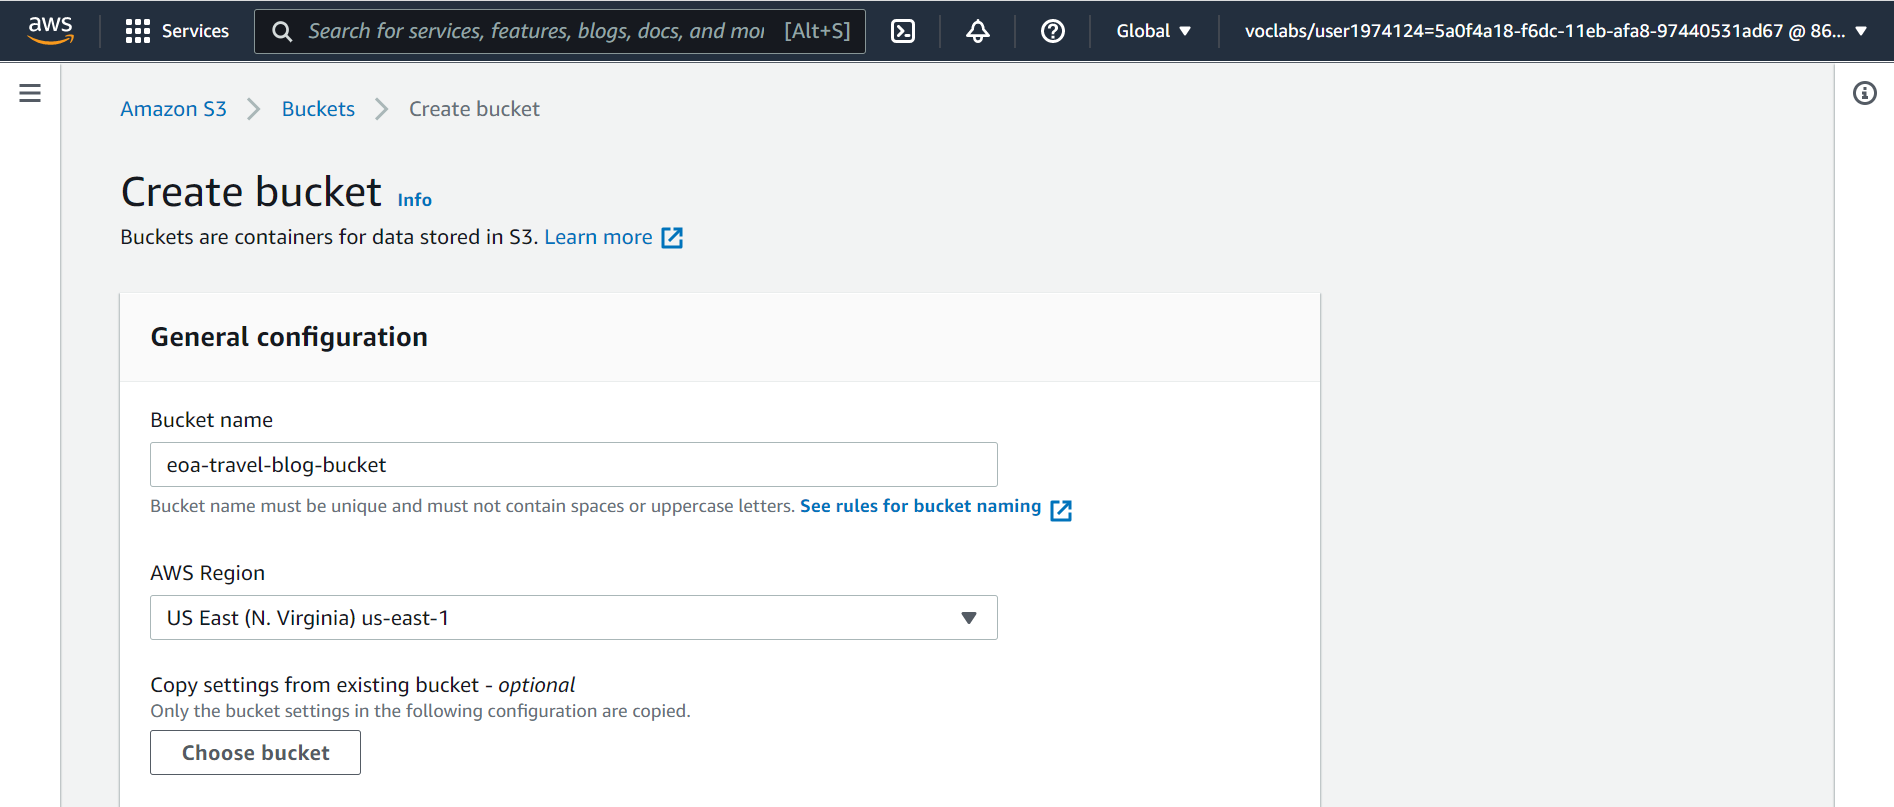 aws
Services
Search for services, features, blogs, docs, and mor [Alt+S]
Global
voclabs/user1974124=5a0f4a18-f6dc-11eb-afa8-97440531ad67 @ 86...
Amazon S3 > Buckets > Create bucket
Create bucket Info
Buckets are containers for data stored in S3. Learn more
General configuration
Bucket name
eoa-travel-blog-bucket
Bucket name must be unique and must not contain spaces or uppercase letters. See rules for bucket naming
AWS Region
US East (N. Virginia) us-east-1
Copy settings from existing bucket - optional
Only the bucket settings in the following configuration are copied.
Choose bucket